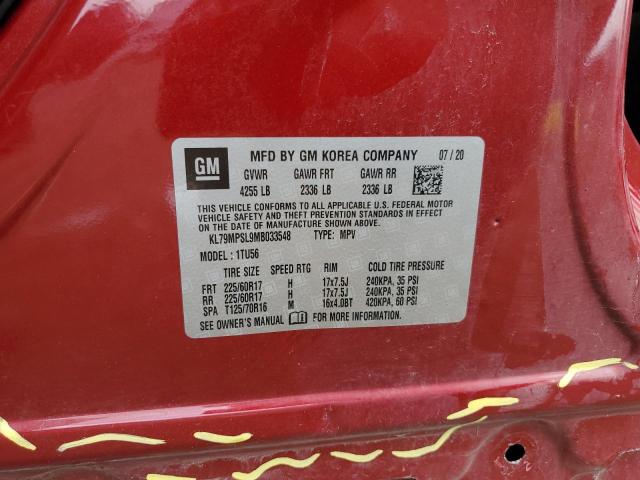 GM
MFD BY GM KOREA COMPANY 07/20
GVWR GAWR FRT GAWR RR
4255 LB 2336 LB 2336 LB
THIS VEHICLE CONFORMS TO ALL APPLICABLE U.S. FEDERAL MOTOR
VEHICLE SAFETY AND THEFT PREVENTION STANDARDS IN EFFECT ON
THE DATE OF MANUFACTURE SHOWN ABOVE.
KL79MPSL9MB033548 TYPE: MPV
MODEL: 1TU56
TIRE SIZE SPEED RTG RIM COLD TIRE PRESSURE
FRT 225/60R17 H 17x7.5J 240KPA, 35 PSI
RR 225/60R17 H 17x7.5J 240KPA, 35 PSI
SPA T125/70R16 M 16x4.0BT 420KPA, 60 PSI
SEE OWNER'S MANUAL FOR MORE INFORMATION